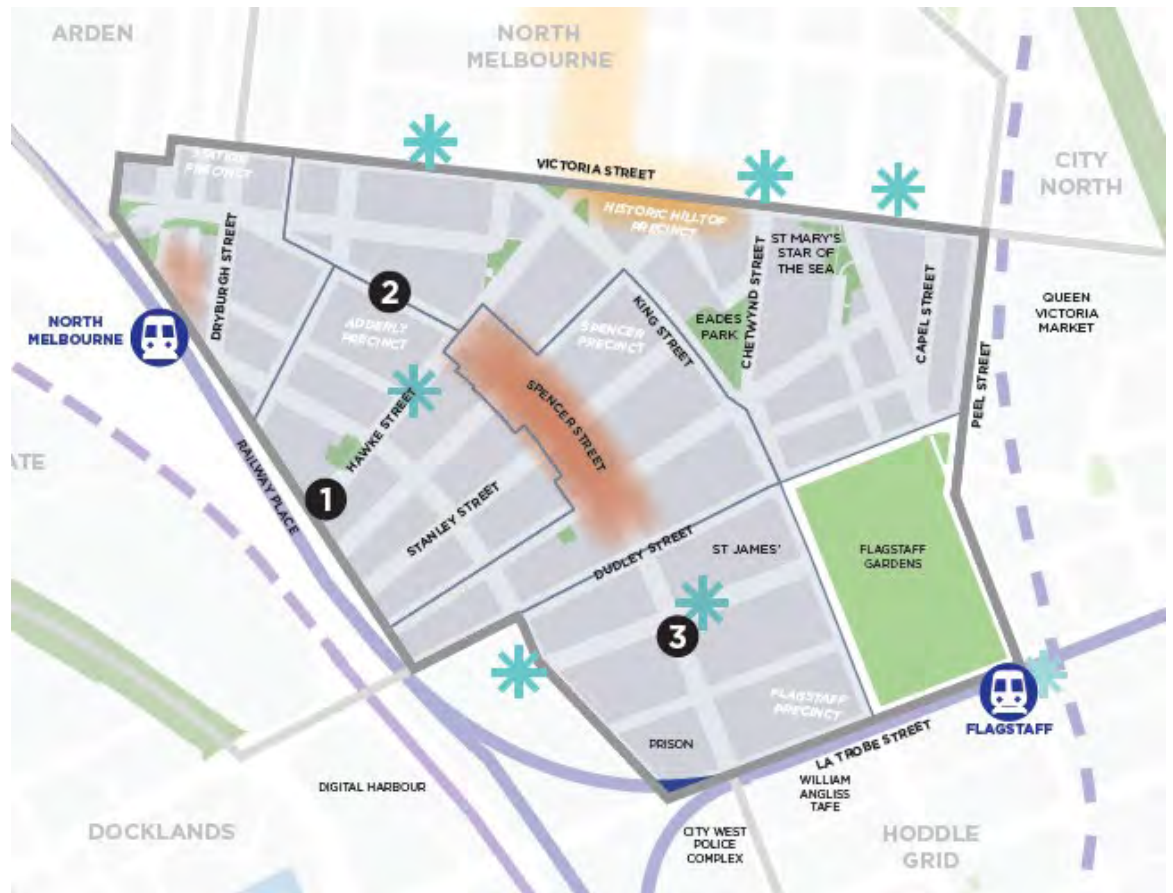 ARDEN
NORTH
MELBOURNE
CITY
NORTH
VICTORIA STREET
STATION
PRECINCT
HISTORIC HILLTOP
PRECINCT
ST MARY'S
STAR OF
THE SEA
DRYBURGH STREET
2
NORTH
MELBOURNE
ADDERLY
PRECINCT
SPENCER
PRECINCT
KING STREET
EADES
PARK
CHETWYND STREET
CAPEL STREET
QUEEN
VICTORIA
MARKET
PEEL STREET
SPENCER STREET
HAWKE STREET
ATE
RAILWAY PLACE
1
STANLEY STREET
DUDLEY STREET
ST JAMES'
FLAGSTAFF
GARDENS
3
FLAGSTAFF
PRECINCT
PRISON
FLAGSTAFF
LA TROBE STREET
DIGITAL HARBOUR
WILLIAM
ANGLISS
TAFE
DOCKLANDS
CITY WEST
POLICE
COMPLEX
HODDLE
GRID